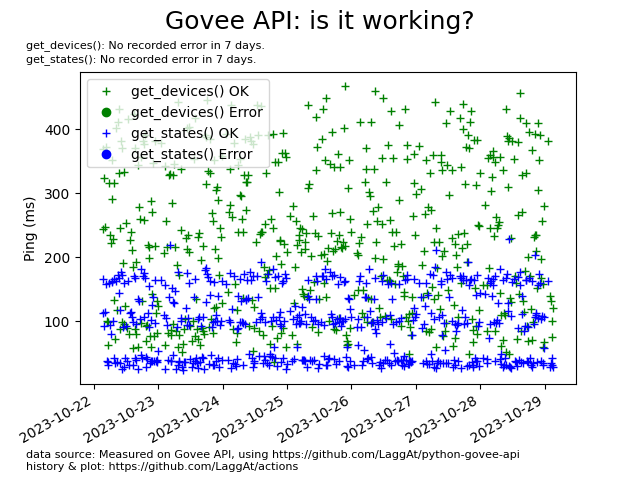 Govee API: is it working?
get_devices(): No recorded error in 7 days.
get_states(): No recorded error in 7 days.
get_devices() OK
get_devices() Error
get_states() OK
get_states() Error
Ping (ms)
400
300
200
100
2023-10-22
2023-10-23
2023-10-24
2023-10-25
2023-10-26
2023-10-27
2023-10-28
2023-10-29
data source: Measured on Govee API, using https://github.com/LaggAt/python-govee-api
history & plot: https://github.com/LaggAt/actions